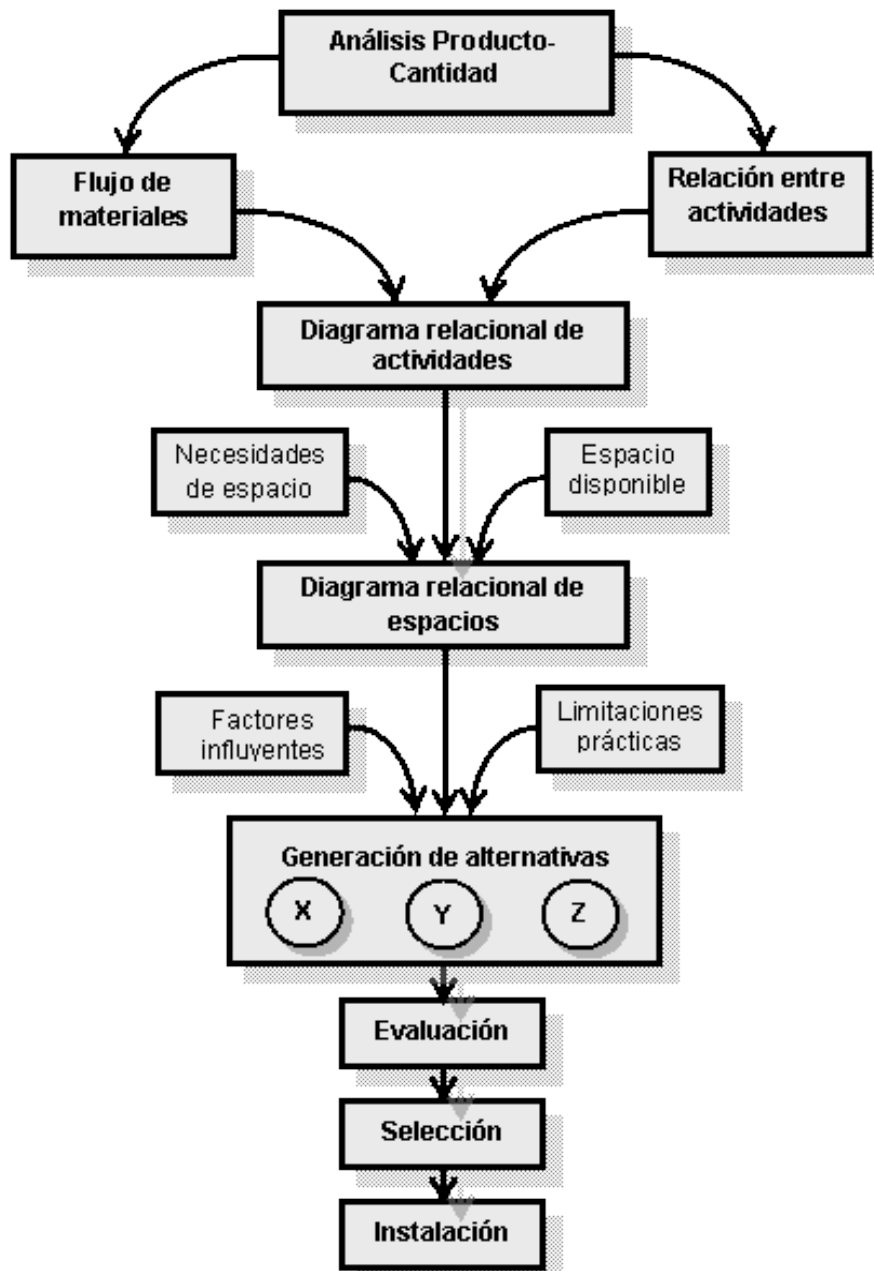 Análisis Producto-
Cantidad
Flujo de
materiales
Relación entre
actividades
Diagrama relacional de
actividades
Necesidades
de espacio
Espacio
disponible
Diagrama relacional de
espacios
Factores
influyentes
Limitaciones
prácticas
Generación de alternativas
X
Y
Z
Evaluación
Selección
Instalación